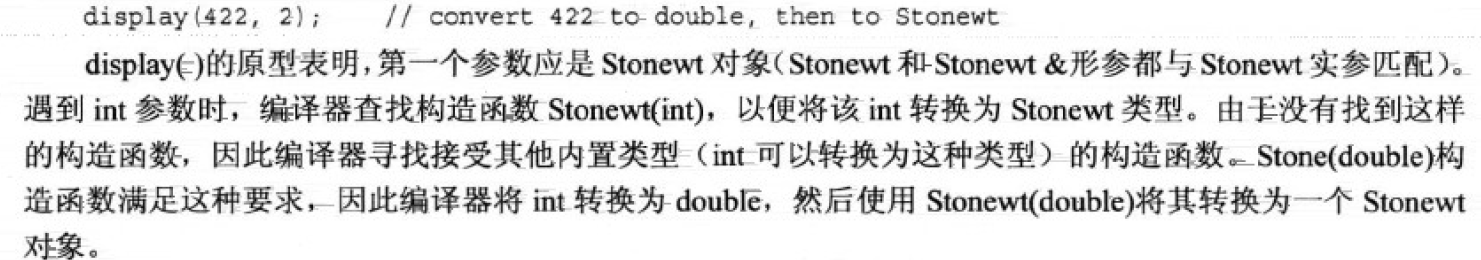 display(422, 2);    // convert 422 to double, then to Stonewt
display()的原型表明,第一个参数应是 Stonewt 对象(Stonewt 和 Stonewt &形参都与 Stonewt 实参匹配)。
遇到 int 参数时，编译器查找构造函数 Stonewt(int)，以便将该 int 转换为 Stonewt 类型。由于没有找到这样
的构造函数，因此编译器寻找接受其他内置类型（int 可以转换为这种类型）的构造函数。Stone(double)构
造函数满足这种要求，因此编译器将 int 转换为 double，然后使用 Stonewt(double)将其转换为一个 Stonewt
对象。